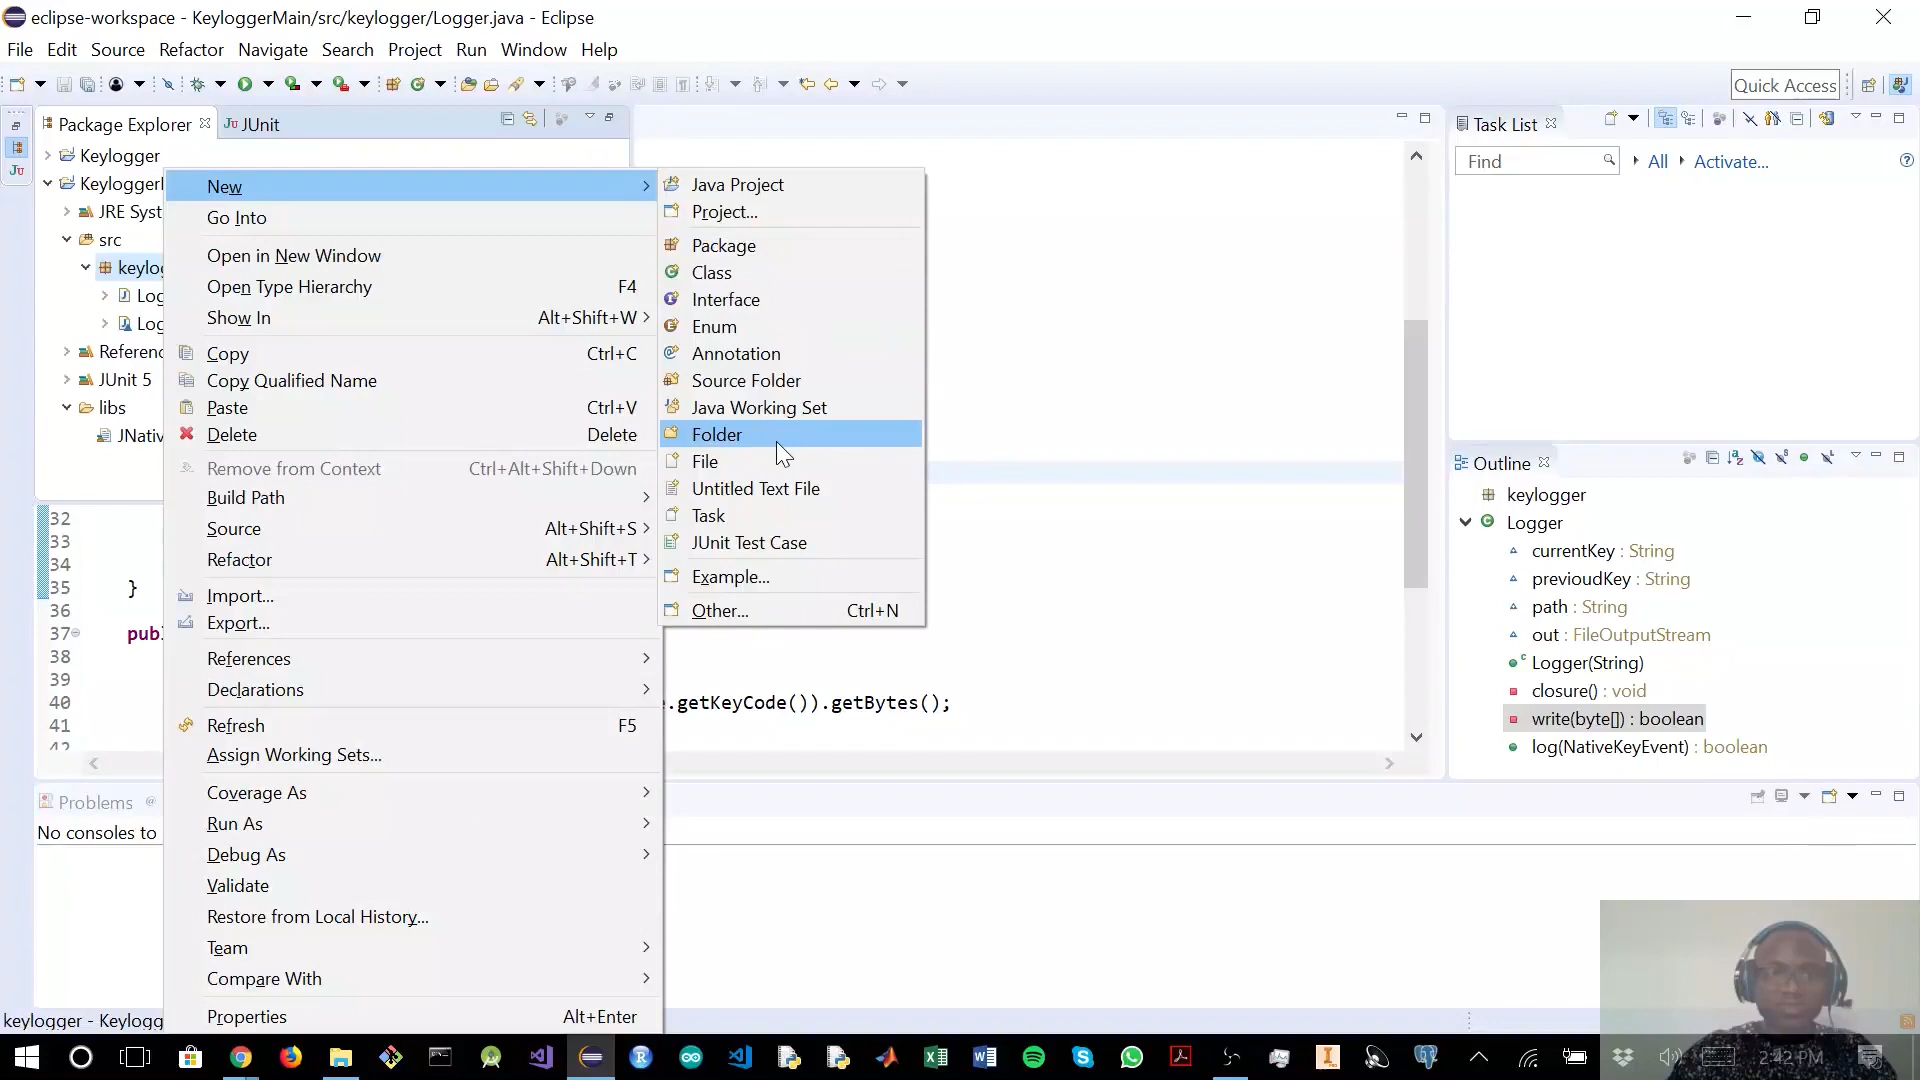 eclipse-workspace - KeyloggerMain/src/keylogger/Logger.java - Eclipse
File Edit Source Refactor Navigate Search Project Run Window Help
Quick Access
Package Explorer
JUnit
Keylogger
Keylogger
JRE Syst
src
keylog
Log
Log
Referenc
JUnit 5
libs
JNativ
New
Go Into
Open in New Window
Open Type Hierarchy F4
Show In Alt+Shift+W
Copy Ctrl+C
Copy Qualified Name
Paste Ctrl+V
Delete Delete
Remove from Context Ctrl+Alt+Shift+Down
Build Path
Source Alt+Shift+S
Refactor Alt+Shift+T
Import...
Export...
References
Declarations
Refresh F5
Assign Working Sets...
Coverage As
Run As
Debug As
Validate
Restore from Local History...
Team
Compare With
Properties Alt+Enter
Java Project
Project...
Package
Class
Interface
Enum
Annotation
Source Folder
Java Working Set
Folder
File
Untitled Text File
Task
JUnit Test Case
Example...
Other... Ctrl+N
32
33
34
35 }
36
37 publ
38
39
40 .getKeyCode()).getBytes();
41
42
Task List
Find
All
Activate...
Outline
keylogger
Logger
currentKey : String
previoudKey : String
path : String
out : FileOutputStream
Logger(String)
closure() : void
write(byte[]) : boolean
log(NativeKeyEvent) : boolean
Problems @
No consoles to
keylogger - Keylogg
2:42 PM